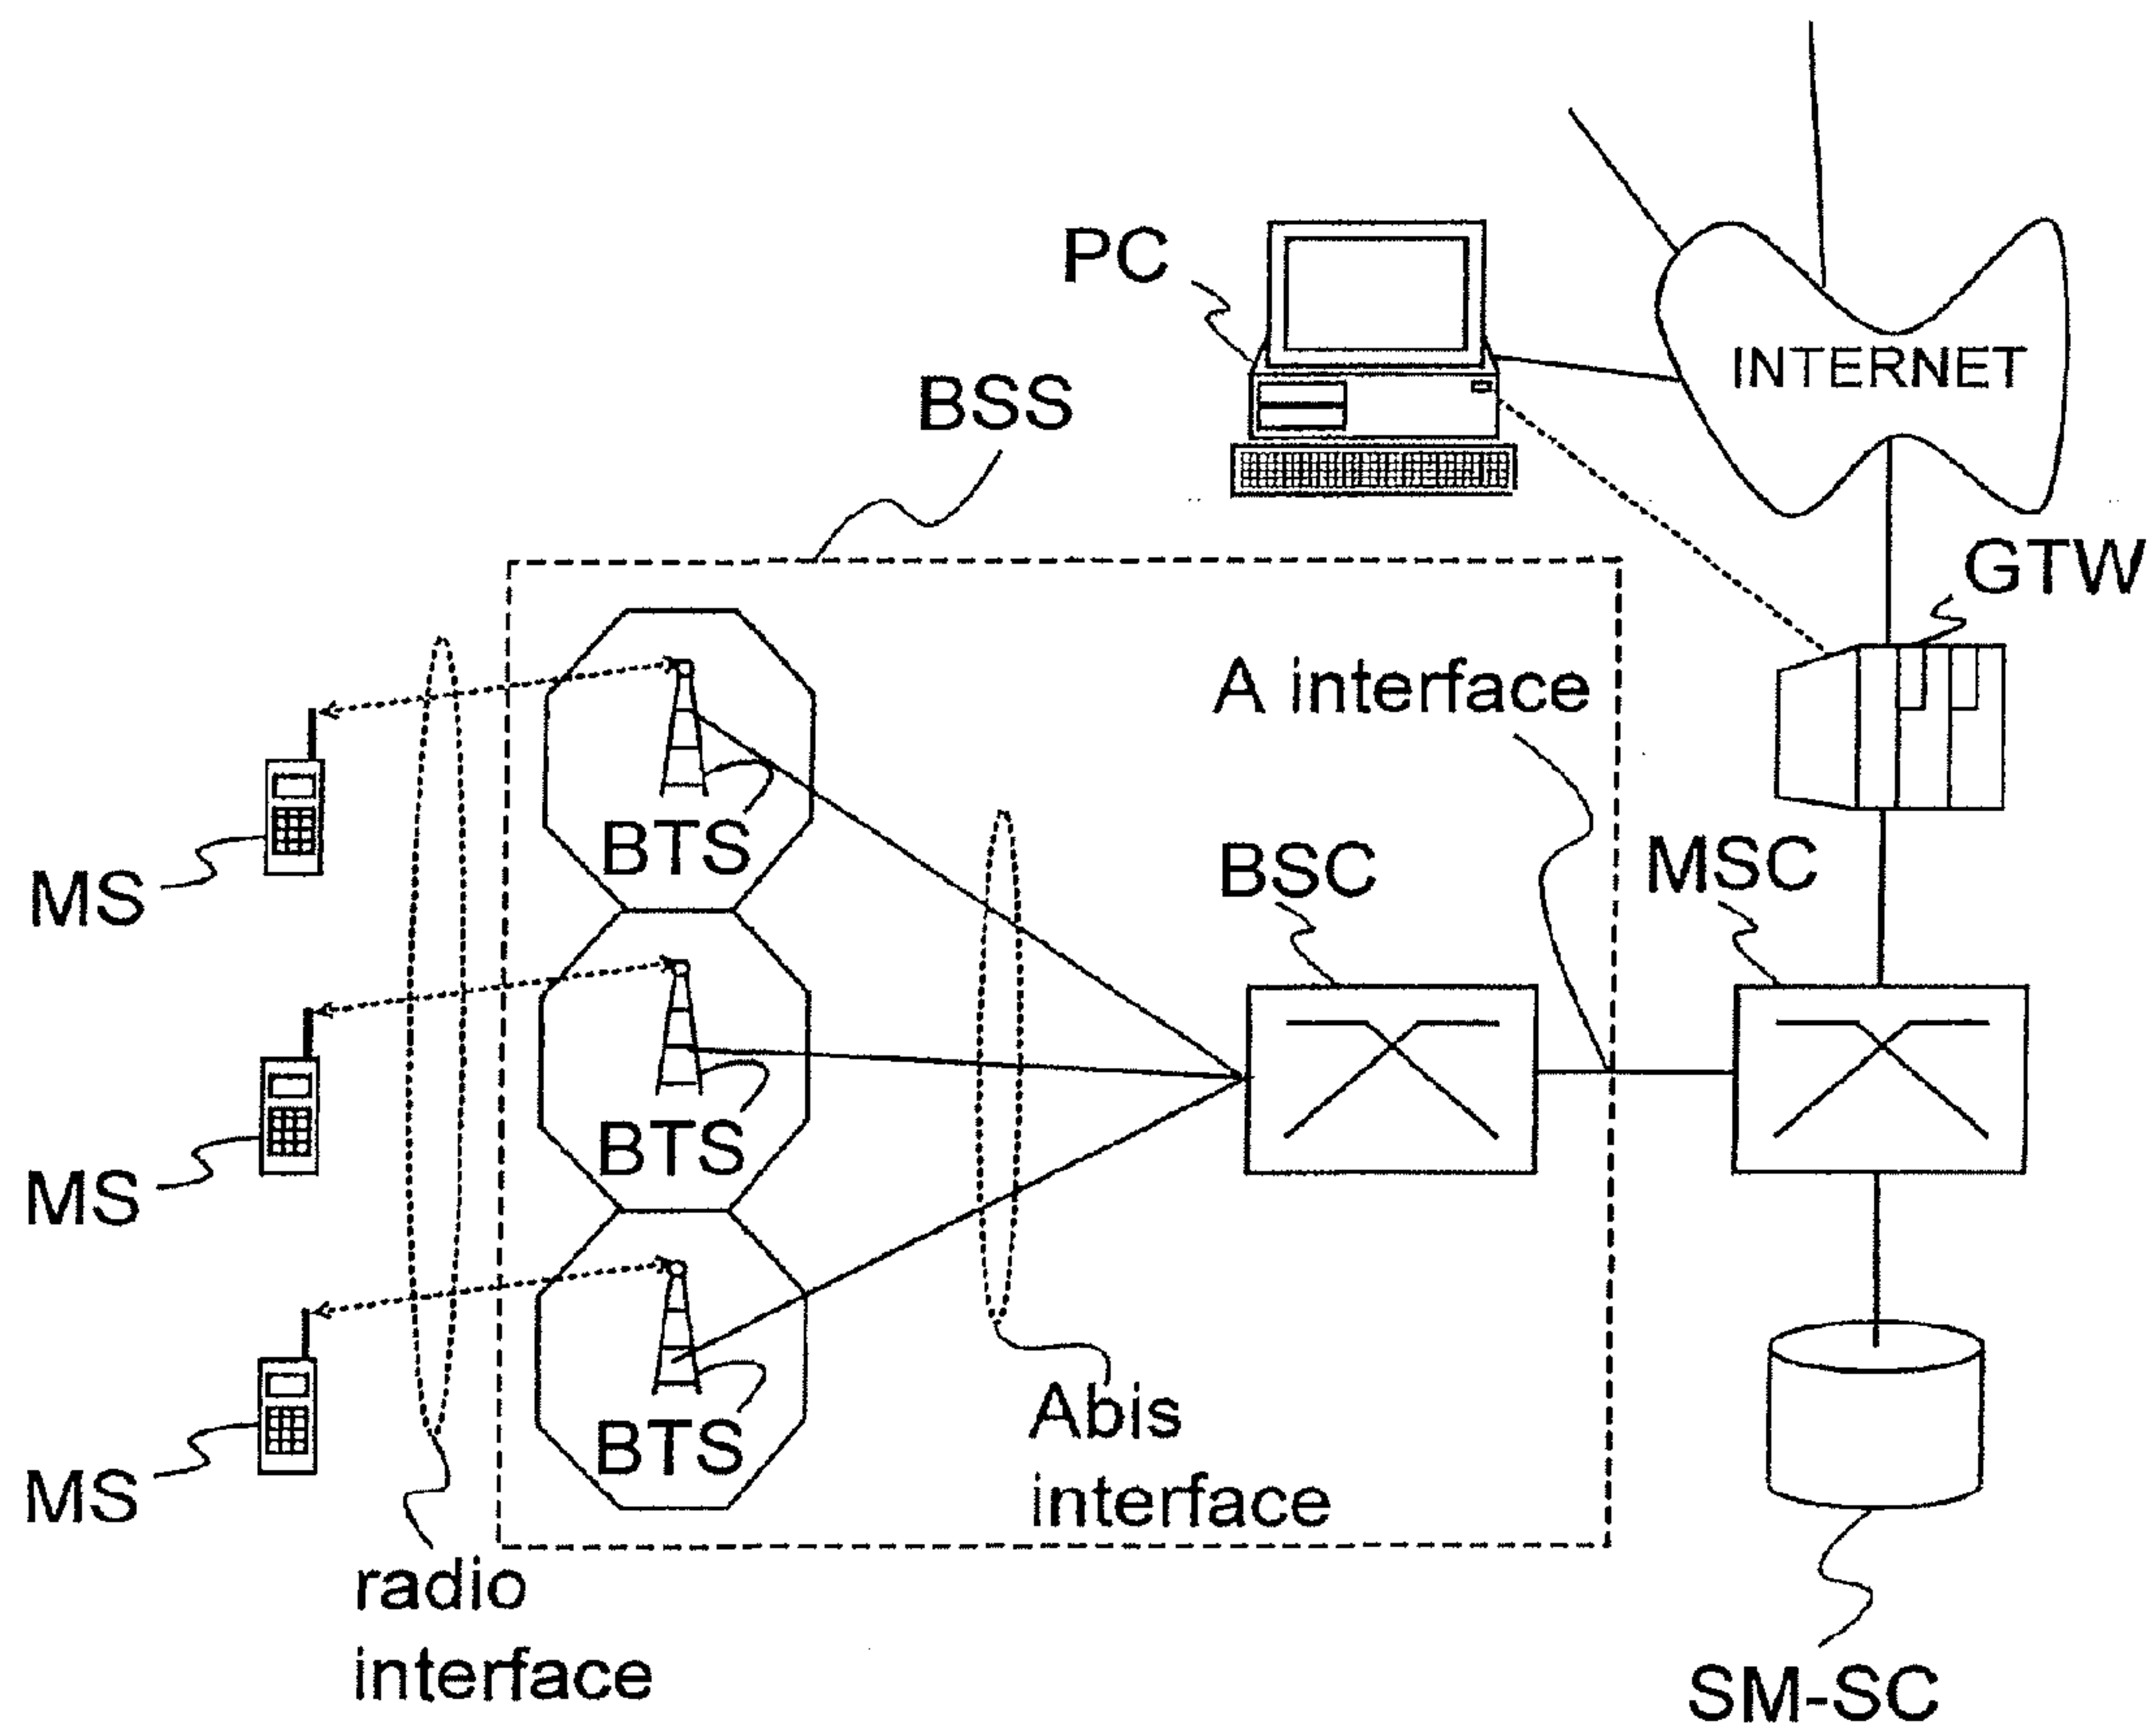 PC
INTERNET
BSS
GTW
A interface
BTS
BSC
MSC
MS
BTS
MS
BTS
Abis
interface
MS
radio
interface
SM-SC